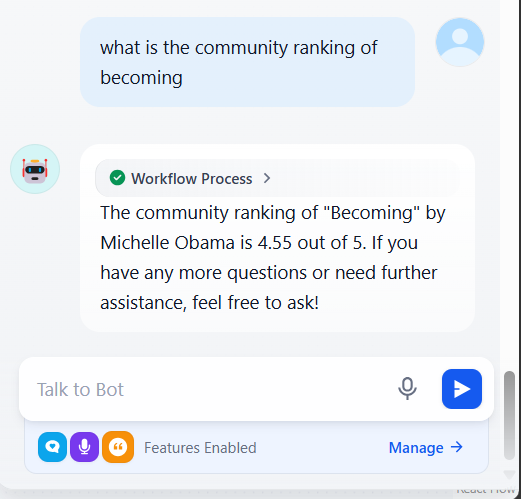 what is the community ranking of
becoming
Workflow Process
The community ranking of "Becoming" by
Michelle Obama is 4.55 out of 5. If you
have any more questions or need further
assistance, feel free to ask!
Talk to Bot
Features Enabled
Manage
React Flow